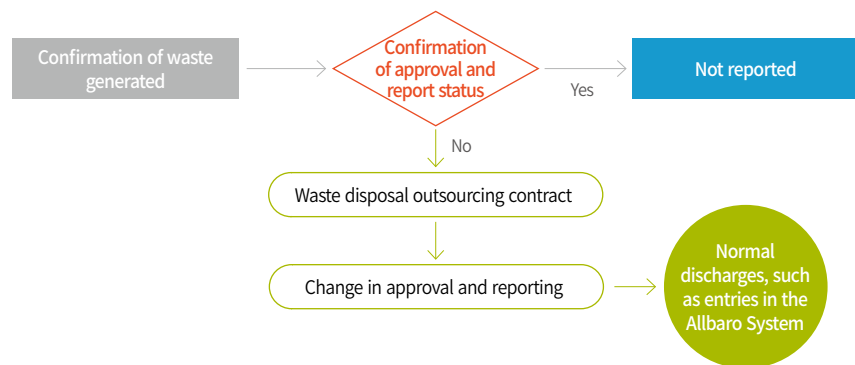 Confirmation of waste
generated
Confirmation
of approval and
report status
Yes
Not reported
No
Waste disposal outsourcing contract
Change in approval and reporting
Normal
discharges, such
as entries in the
Allbaro System